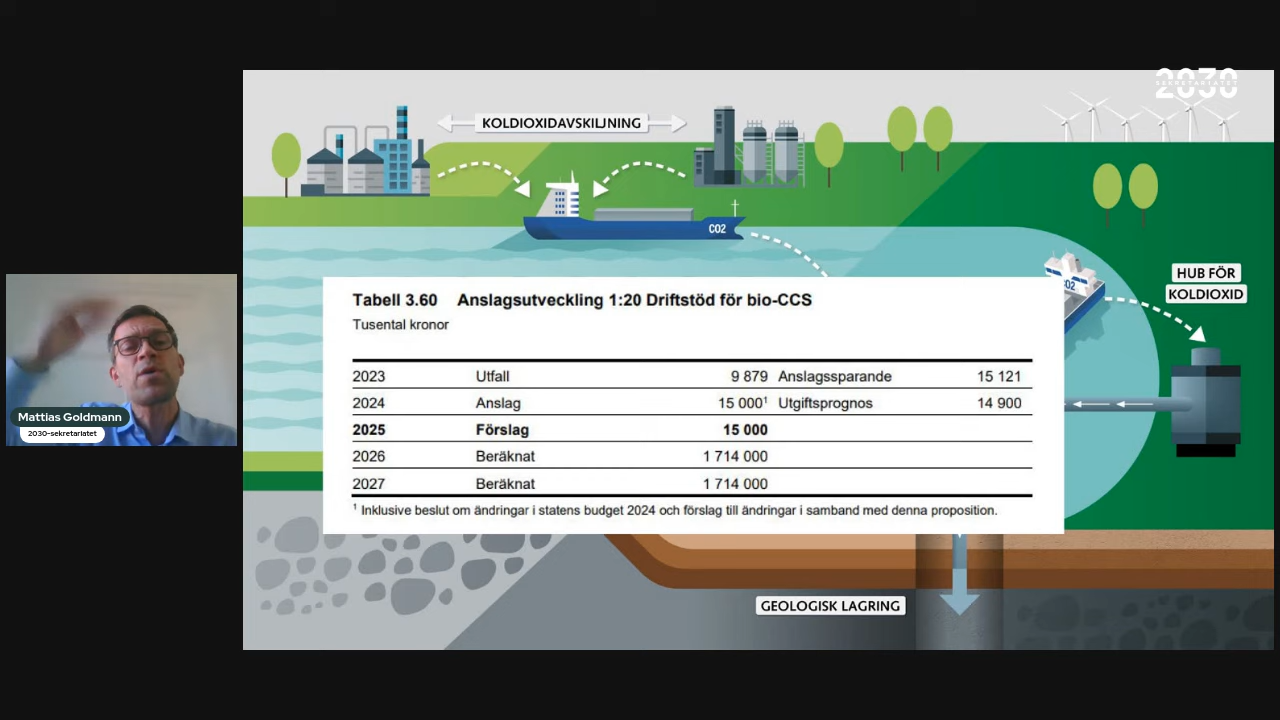 2030
SEKRETARIATET
KOLDIOXIDAVSKILJNING
CO2
CO2
HUB FÖR
KOLDIOXID
Tabell 3.60 Anslagsutveckling 1:20 Driftstöd för bio-CCS
Tusental kronor
2023 Utfall 9 879 Anslagssparande 15 121
2024 Anslag 15 000¹ Utgiftsprognos 14 900
2025 Förslag 15 000
2026 Beräknat 1 714 000
2027 Beräknat 1 714 000
¹ Inklusive beslut om ändringar i statens budget 2024 och förslag till ändringar i samband med denna proposition.
Mattias Goldmann
2030-sekretariatet
GEOLOGISK LAGRING